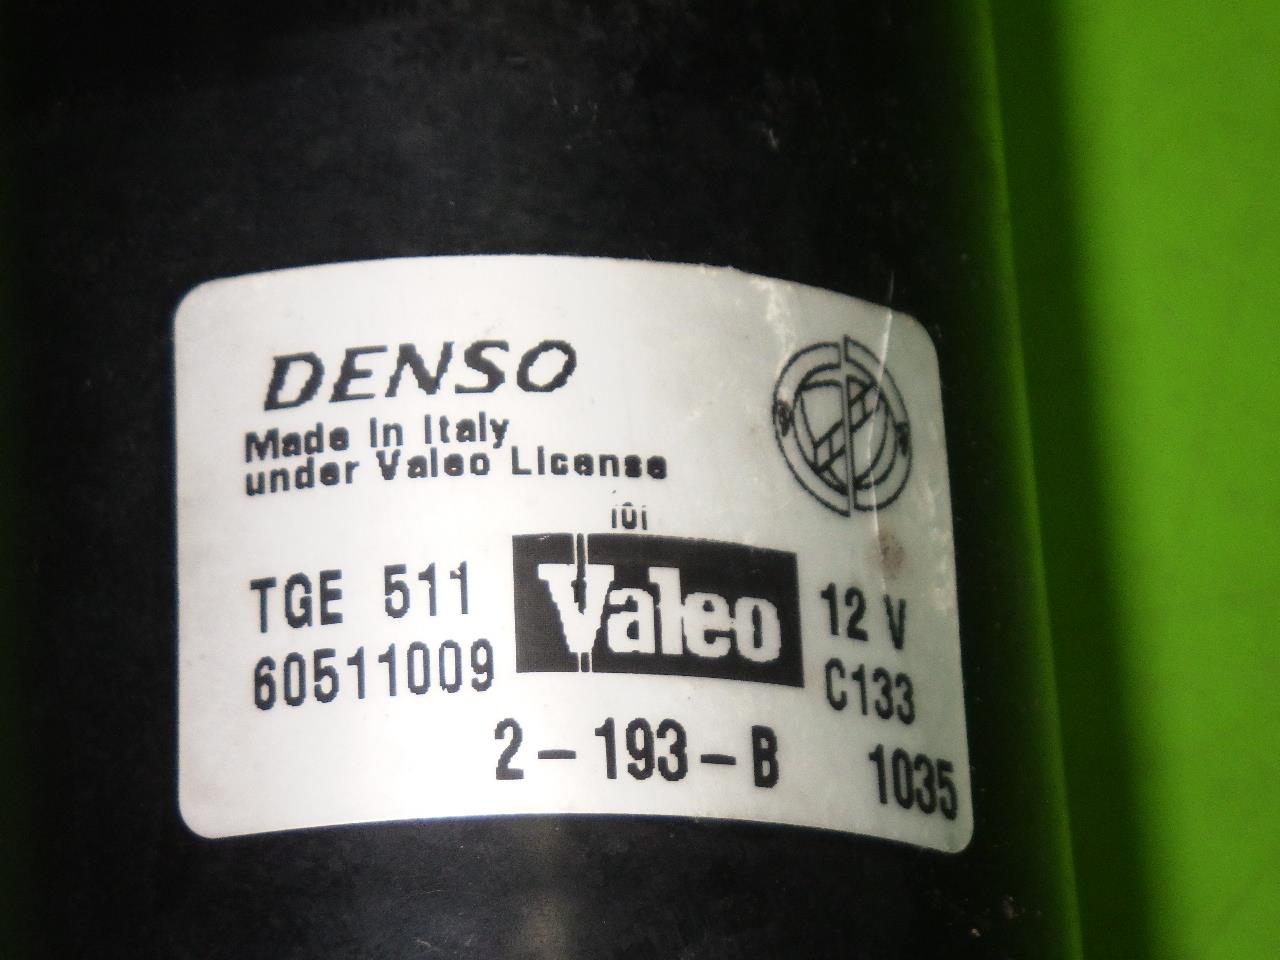 DENSO
Made in Italy
under Valeo License
TGE 511
60511009
Valeo
12 V
C133
2-193-B
1035